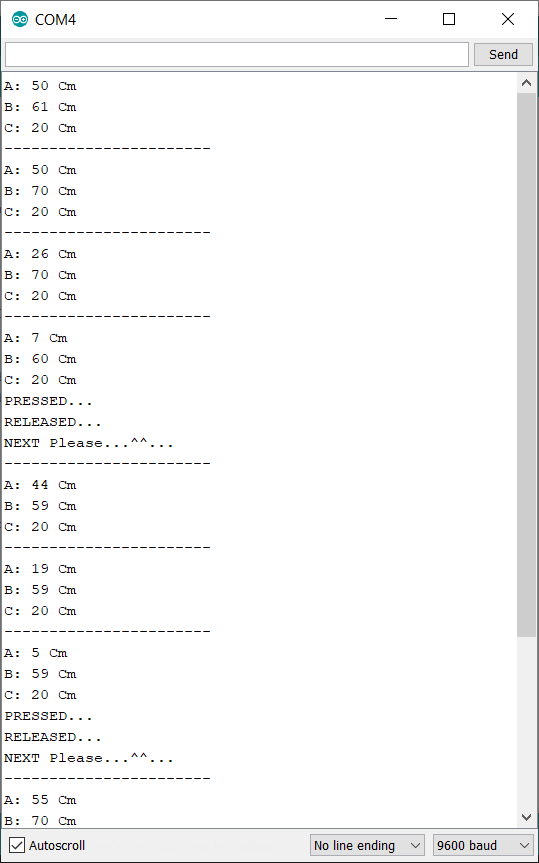 COM4
Send
A: 50 Cm
B: 61 Cm
C: 20 Cm
-----------------------
A: 50 Cm
B: 70 Cm
C: 20 Cm
-----------------------
A: 26 Cm
B: 70 Cm
C: 20 Cm
-----------------------
A: 7 Cm
B: 60 Cm
C: 20 Cm
PRESSED...
RELEASED...
NEXT Please...^^...
-----------------------
A: 44 Cm
B: 59 Cm
C: 20 Cm
-----------------------
A: 19 Cm
B: 59 Cm
C: 20 Cm
-----------------------
A: 5 Cm
B: 59 Cm
C: 20 Cm
PRESSED...
RELEASED...
NEXT Please...^^...
-----------------------
A: 55 Cm
B: 70 Cm
Autoscroll No line ending 9600 baud